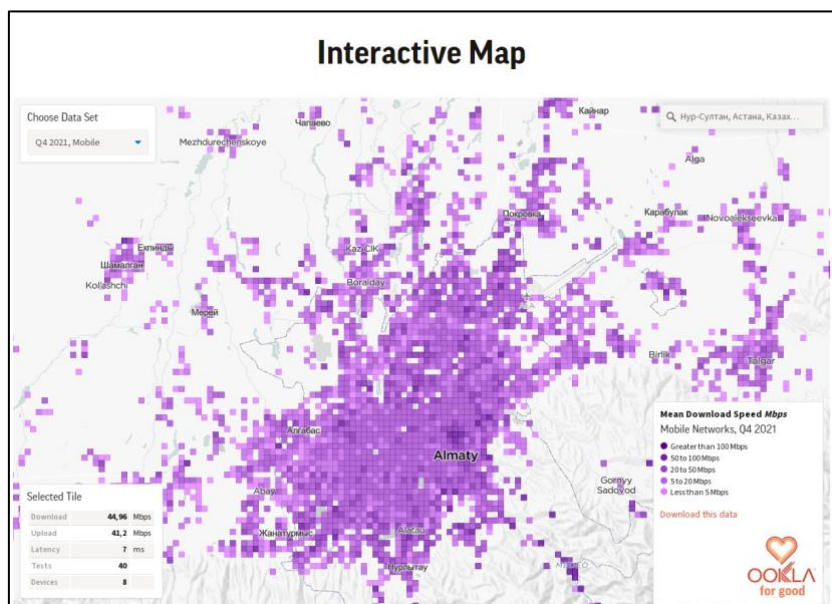 Interactive Map
Choose Data Set
Q4 2021, Mobile
Нур-Султан, Астана, Казах...
Чапаево
Кайнар
Mezhdurechenskoye
Alga
Покровка
Карабулак
Novoalekseevka
Kaz CIK
Шамалган
Kol'ashchi
Boralday
Мерей
Birlik
Talgar
Алгабас
Almaty
Abay
Gornyy
Sadovod
Жанатурмыс
Alatau
Нурлытау
Mean Download Speed Mbps
Mobile Networks, Q4 2021
Greater than 100 Mbps
50 to 100 Mbps
20 to 50 Mbps
5 to 20 Mbps
Less than 5 Mbps
Download this data
Selected Tile
Download 44,96 Mbps
Upload 41,2 Mbps
Latency 7 ms
Tests 40
Devices 8
OOKLA
for good